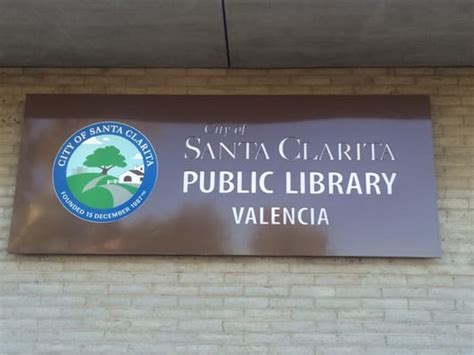 CITY OF SANTA CLARITA
FOUNDED 15 DECEMBER 1987
City of
SANTA CLARITA
PUBLIC LIBRARY
VALENCIA